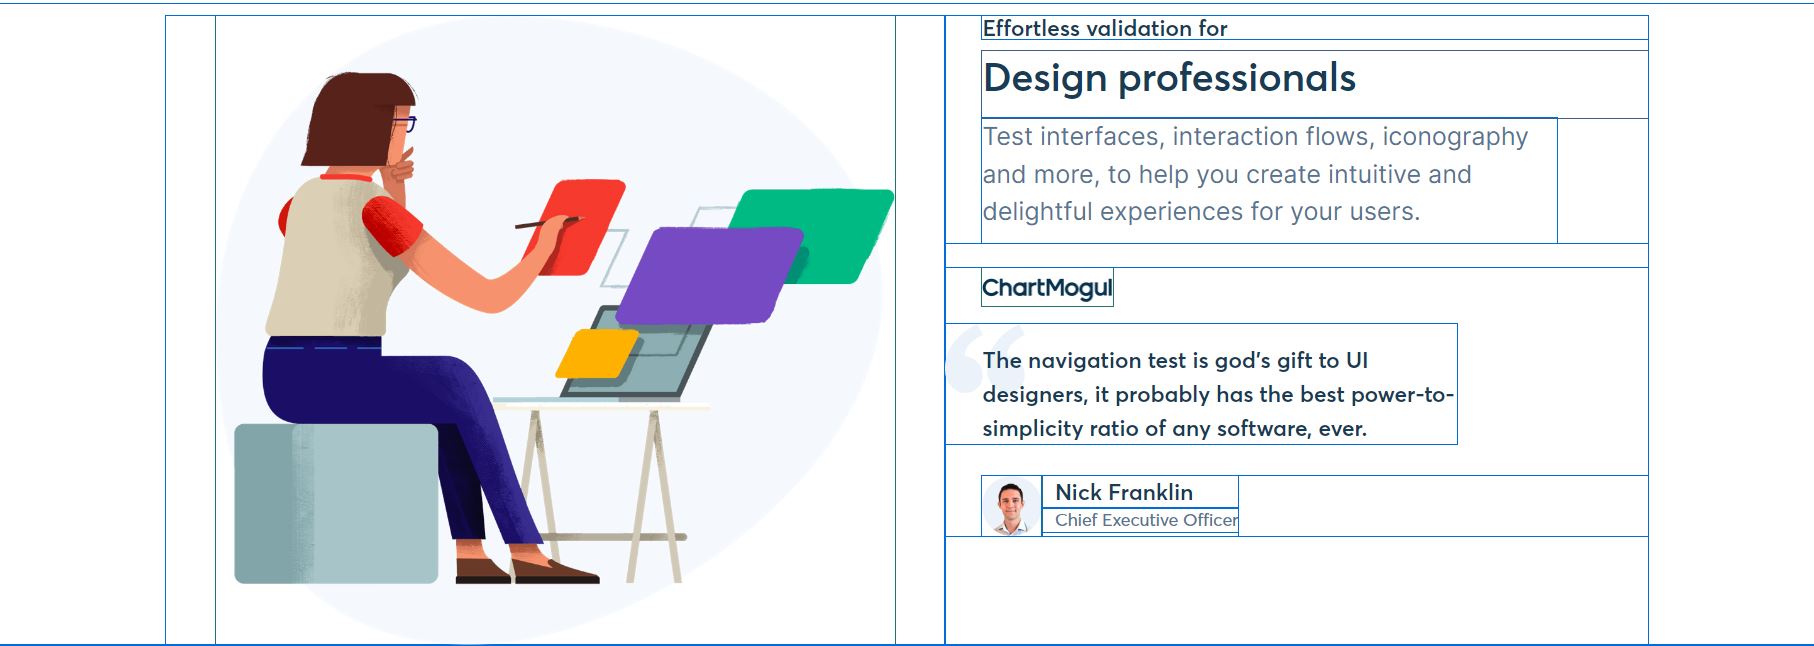 Effortless validation for
Design professionals
Test interfaces, interaction flows, iconography
and more, to help you create intuitive and
delightful experiences for your users.
ChartMogul
“
The navigation test is god's gift to UI
designers, it probably has the best power-to-
simplicity ratio of any software, ever.
Nick Franklin
Chief Executive Officer